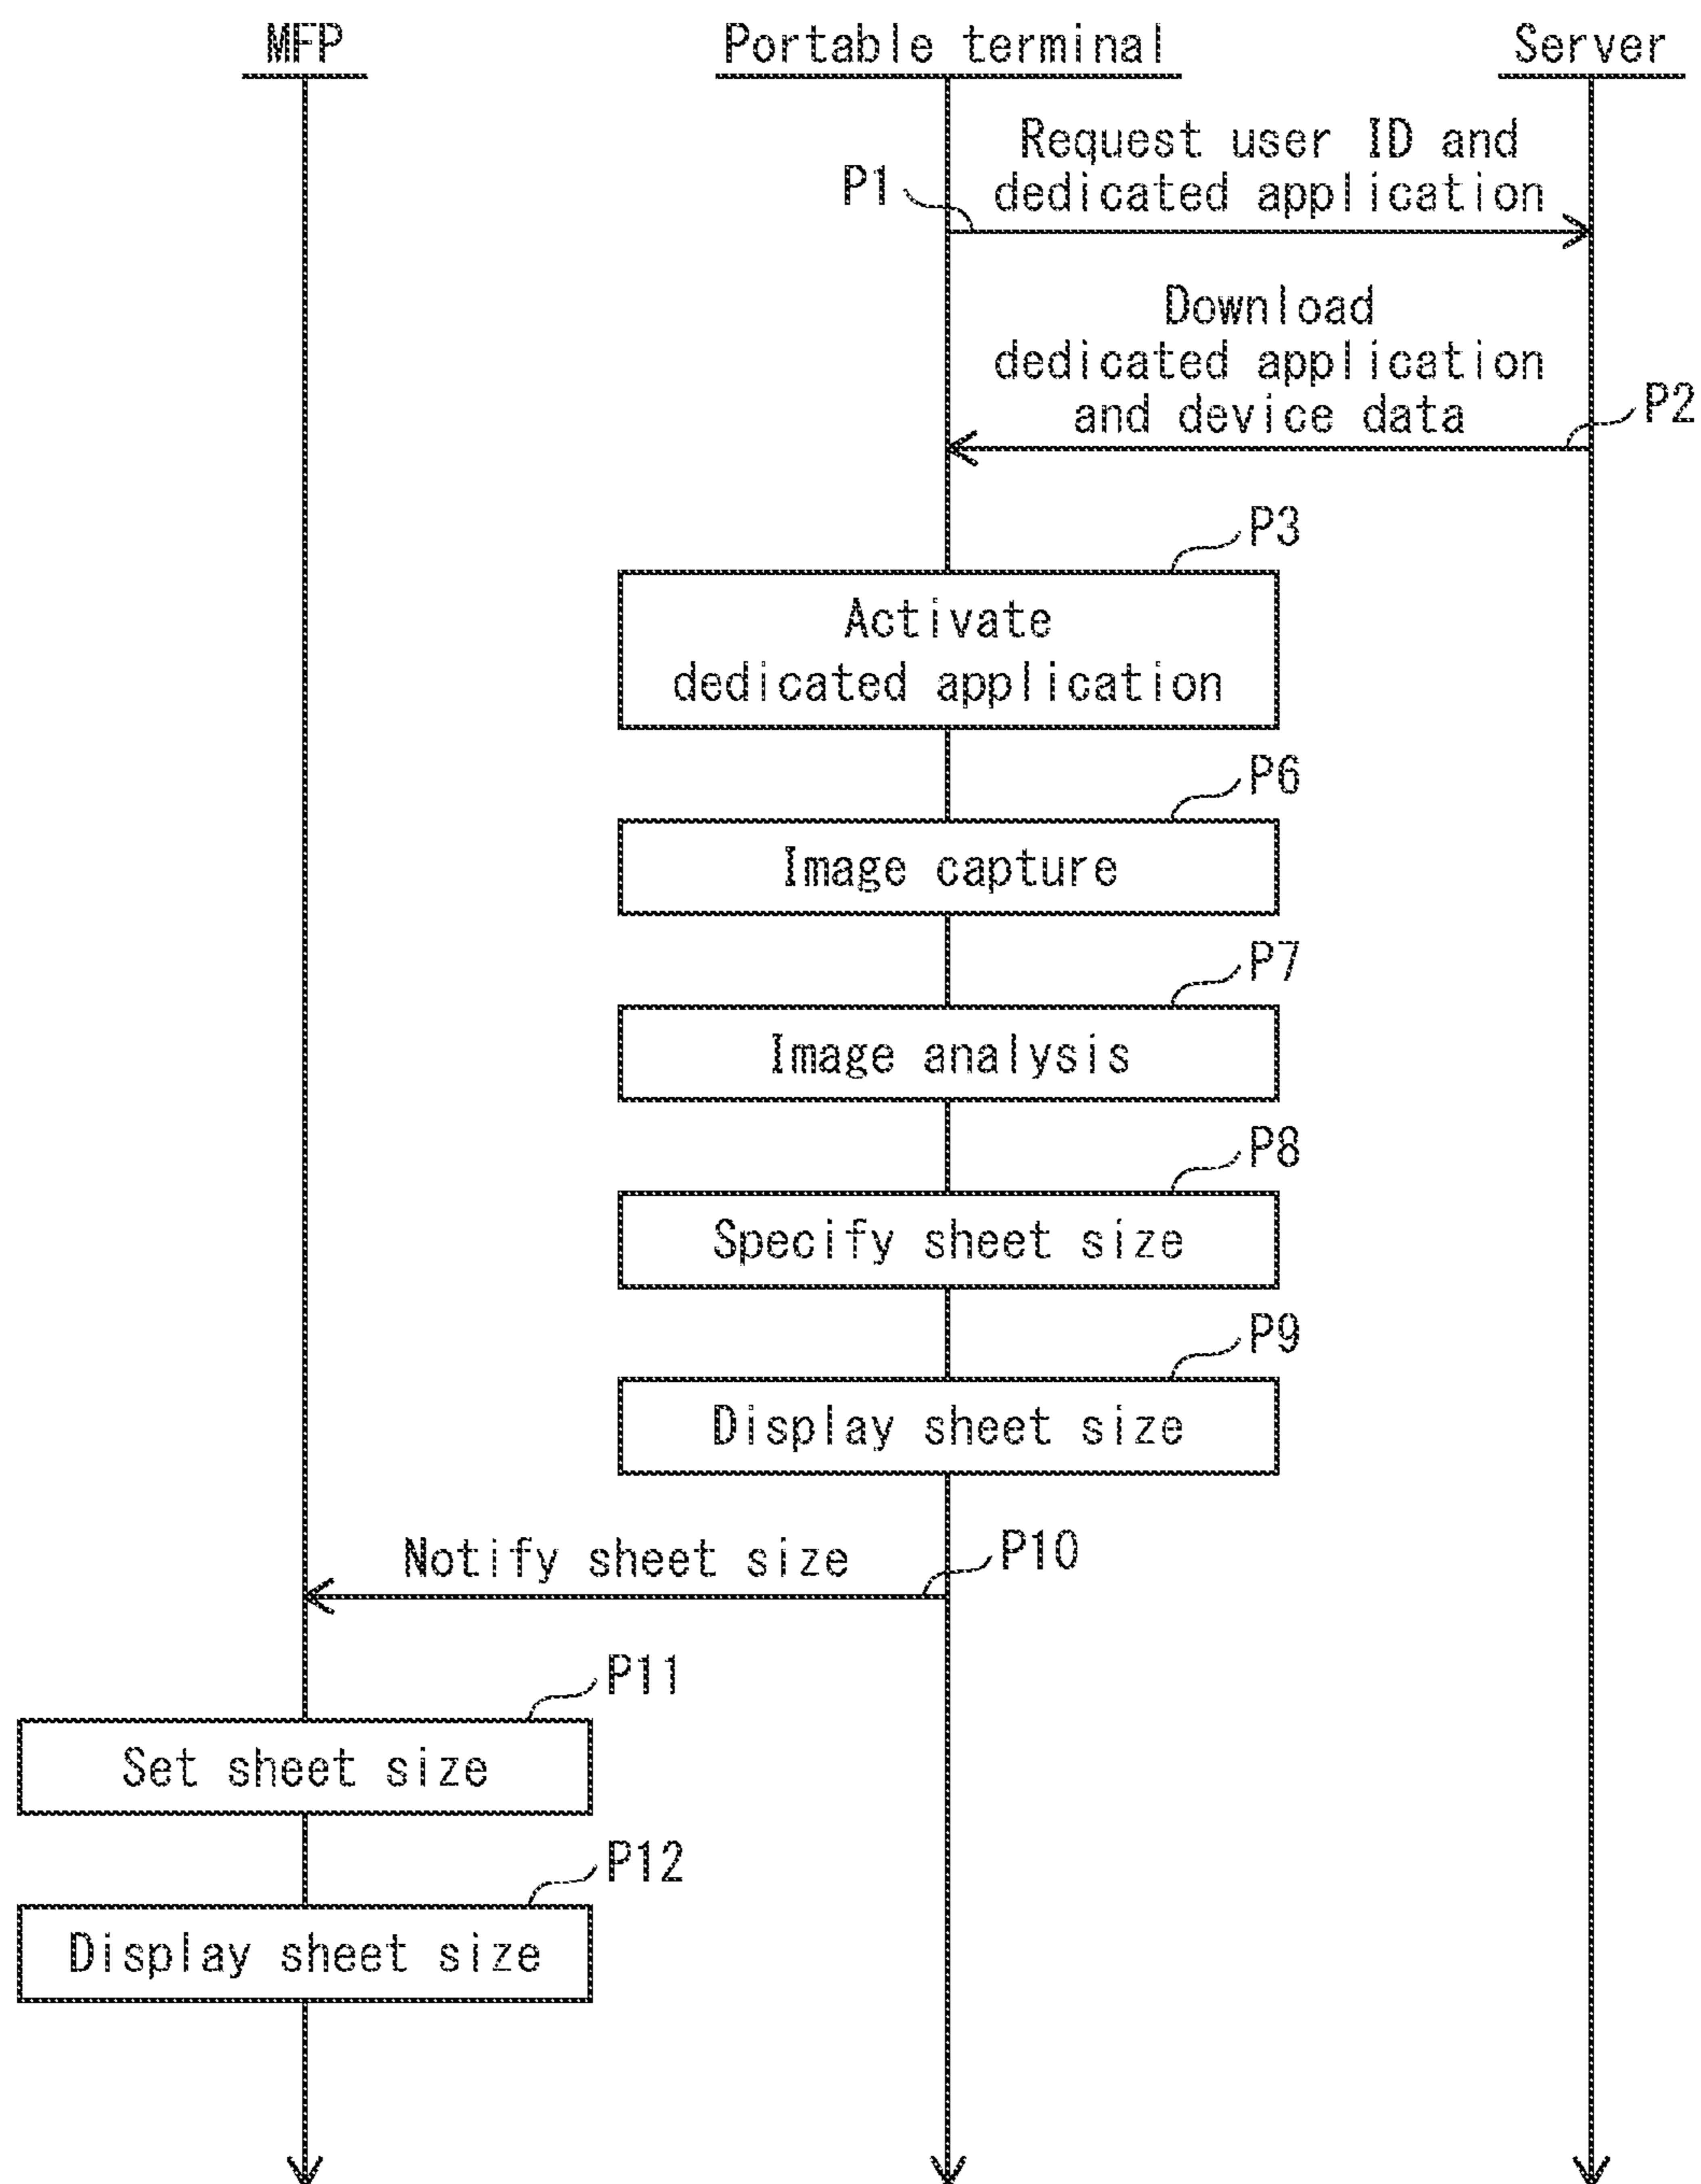 MFP
Portable terminal
Server
Request user ID and
dedicated application
P1
Download
dedicated application
and device data
P2
P3
Activate
dedicated application
P6
Image capture
P7
Image analysis
P8
Specify sheet size
P9
Display sheet size
Notify sheet size
P10
P11
Set sheet size
P12
Display sheet size